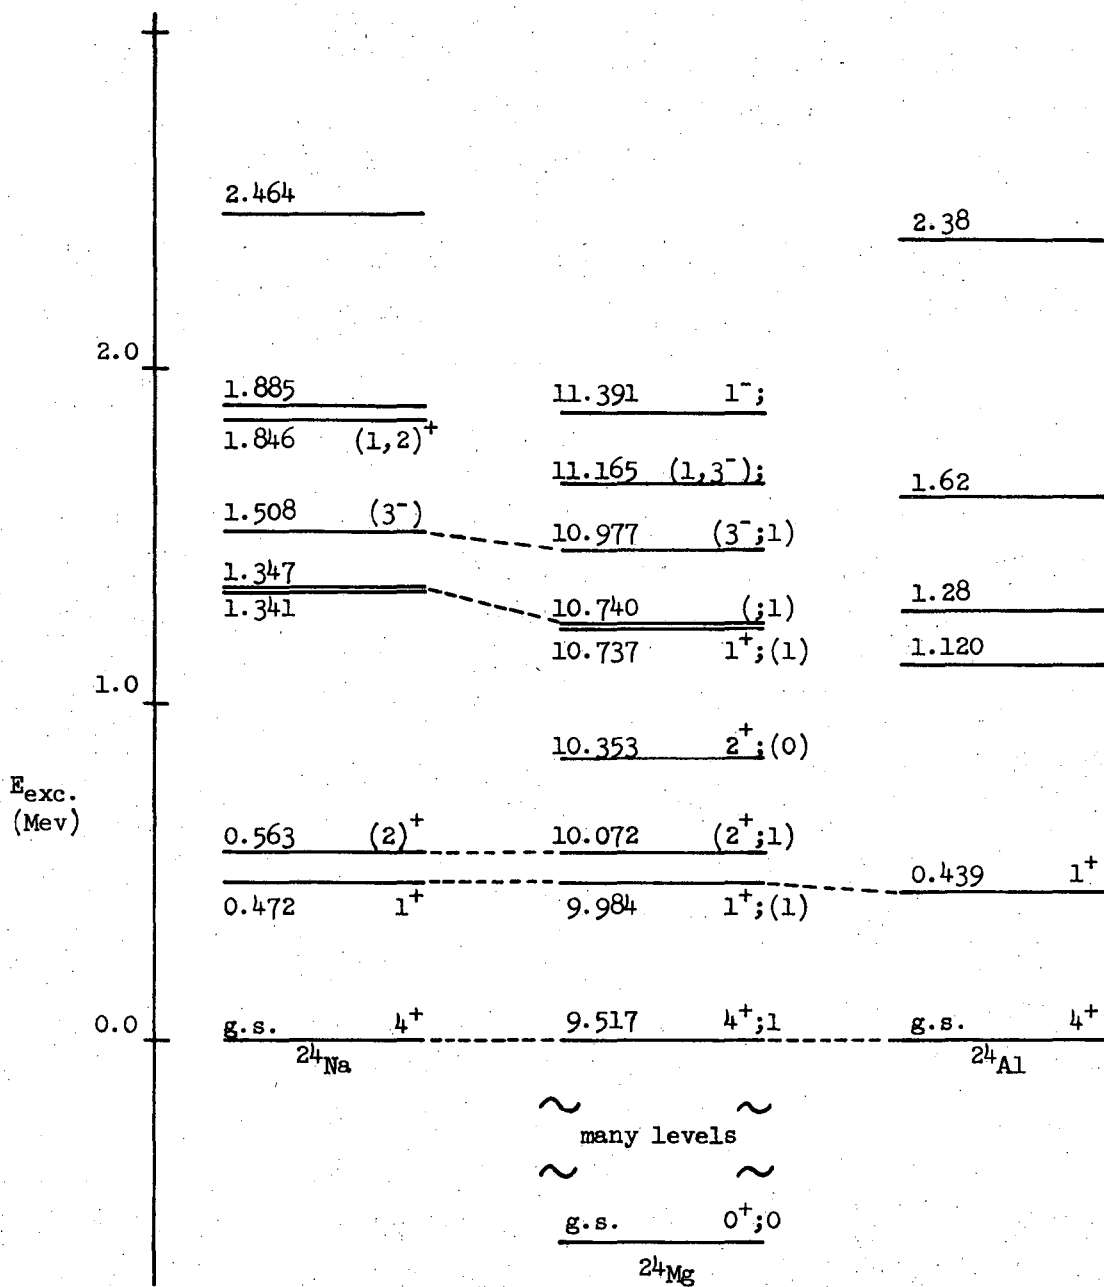 2.464
2.38
2.0
1.885
11.391 1⁻;
1.846 (1,2)⁺
11.165 (1,3⁻);
1.62
1.508 (3⁻)
10.977 (3⁻;1)
1.347
10.740 (;1)
1.28
1.341
10.737 1⁺;(1)
1.120
1.0
10.353 2⁺;(0)
Eexc.
(Mev)
0.563 (2)⁺
10.072 (2⁺;1)
0.439 1⁺
0.472 1⁺
9.984 1⁺;(1)
0.0
g.s. 4⁺
9.517 4⁺;1
g.s. 4⁺
²⁴Na
²⁴Al
many levels
g.s. 0⁺;0
²⁴Mg